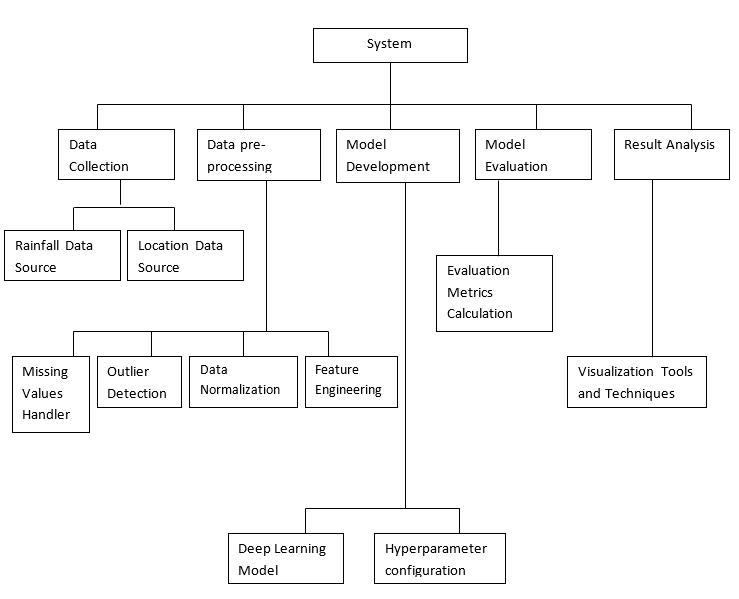 System
Data
Collection
Data pre-
processing
Model
Development
Model
Evaluation
Result Analysis
Rainfall Data
Source
Location Data
Source
Evaluation
Metrics
Calculation
Missing
Values
Handler
Outlier
Detection
Data
Normalization
Feature
Engineering
Visualization Tools
and Techniques
Deep Learning
Model
Hyperparameter
configuration